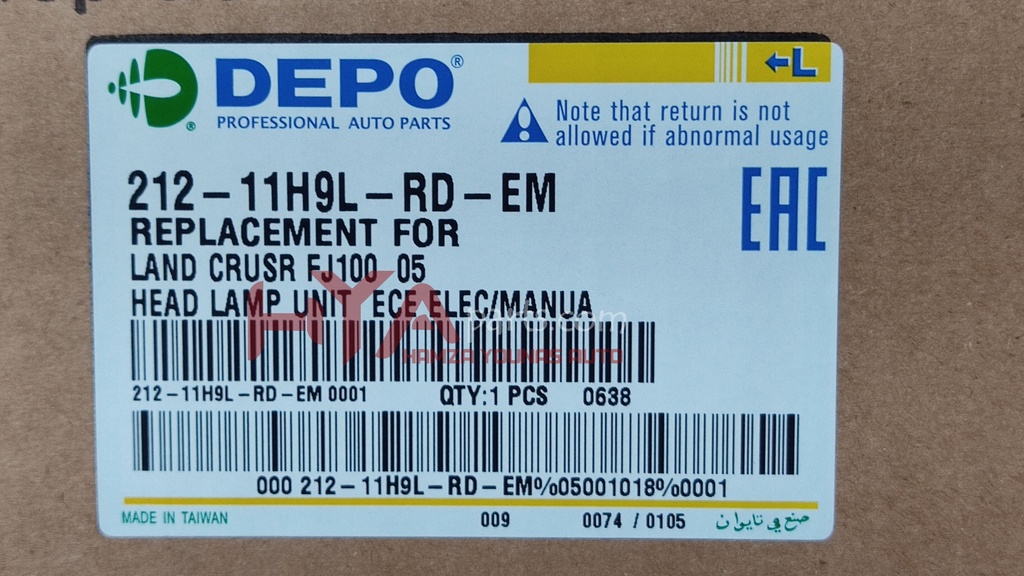 DEPO®
PROFESSIONAL AUTO PARTS
L
Note that return is not
allowed if abnormal usage
212-11H9L-RD-EM
EAC
REPLACEMENT FOR
LAND CRUSR FJ100 05
HEAD LAMP UNIT ECE ELEC/MANUA
HYA parts.com
HAMZA YOUNAS AUTO
212-11H9L-RD-EM 0001 QTY:1 PCS 0638
000 212-11H9L-RD-EM%05001018%0001
MADE IN TAIWAN 009 0074 / 0105 صنع في تايوان